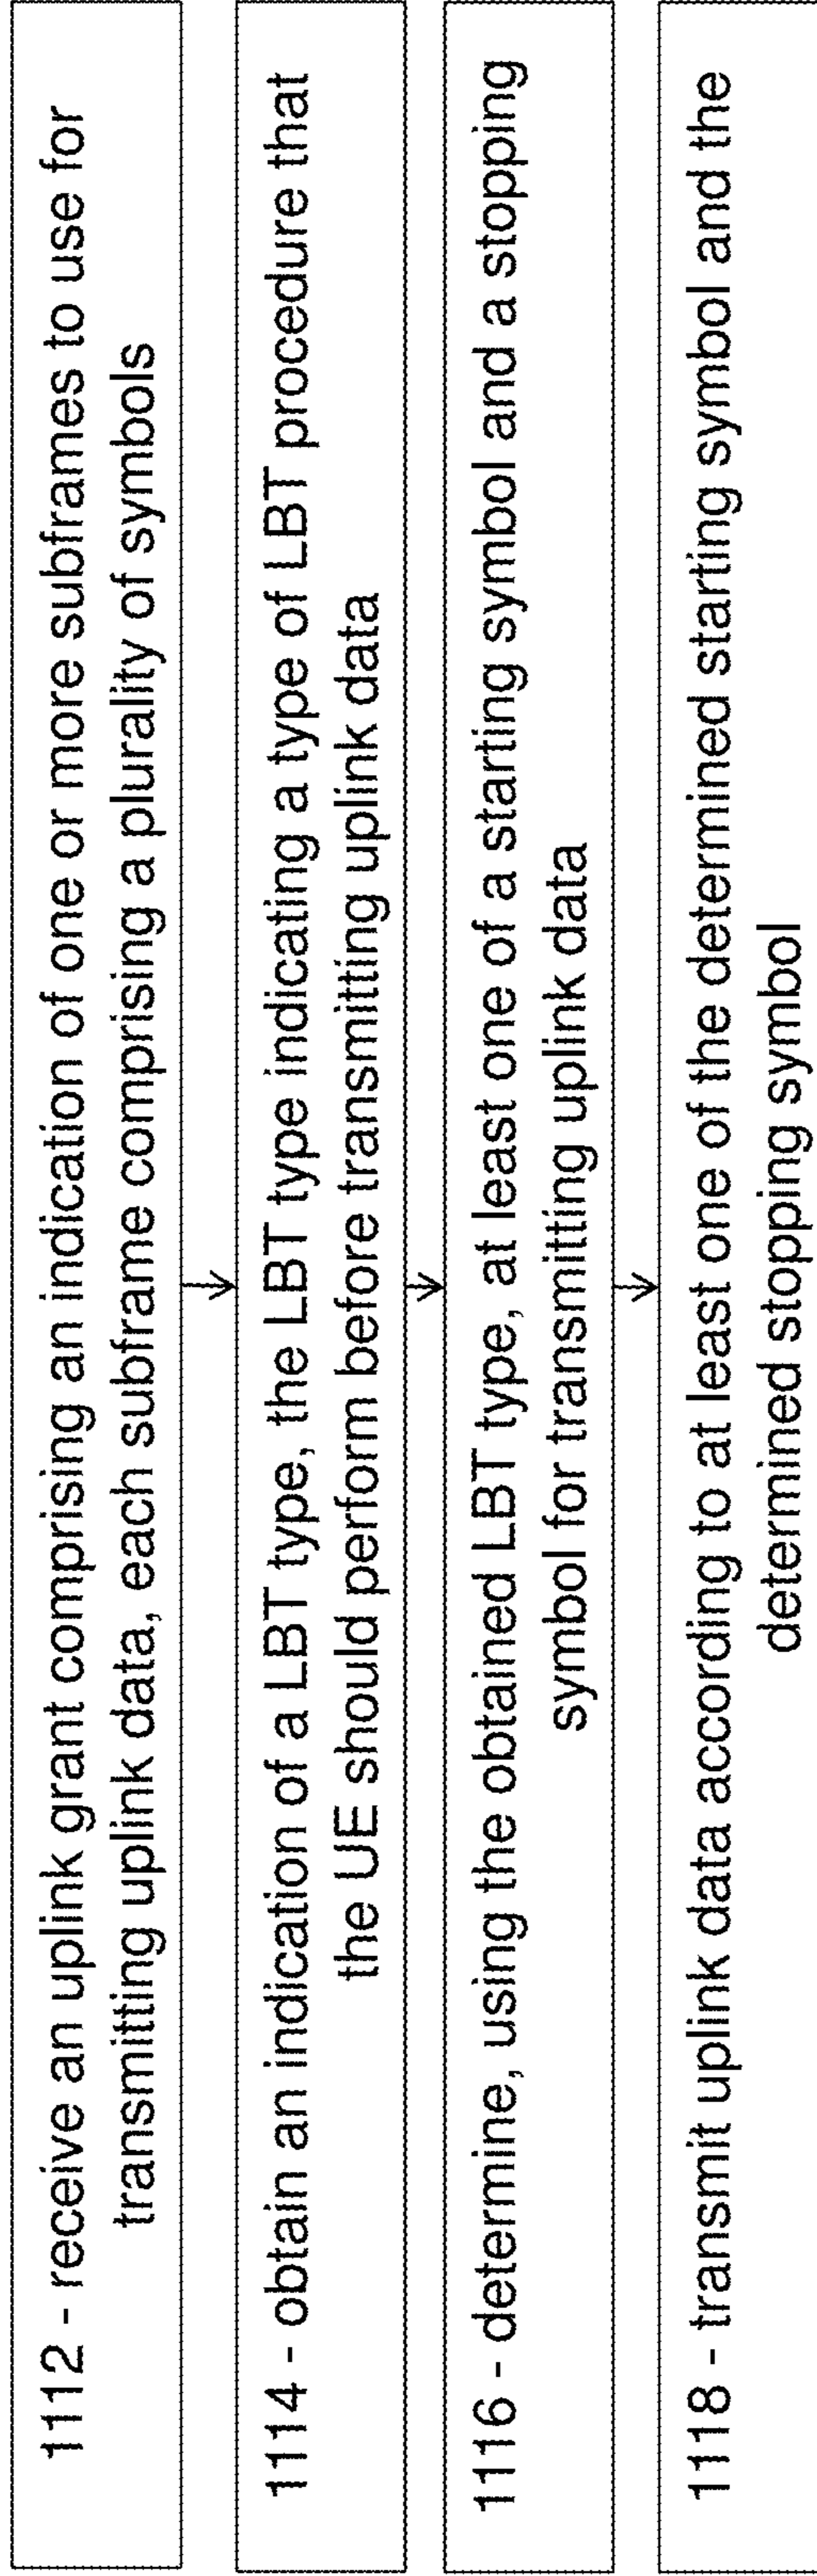 1112 - receive an uplink grant comprising an indication of one or more subframes to use for
transmitting uplink data, each subframe comprising a plurality of symbols
1114 - obtain an indication of a LBT type, the LBT type indicating a type of LBT procedure that
the UE should perform before transmitting uplink data
1116 - determine, using the obtained LBT type, at least one of a starting symbol and a stopping
symbol for transmitting uplink data
1118 - transmit uplink data according to at least one of the determined starting symbol and the
determined stopping symbol